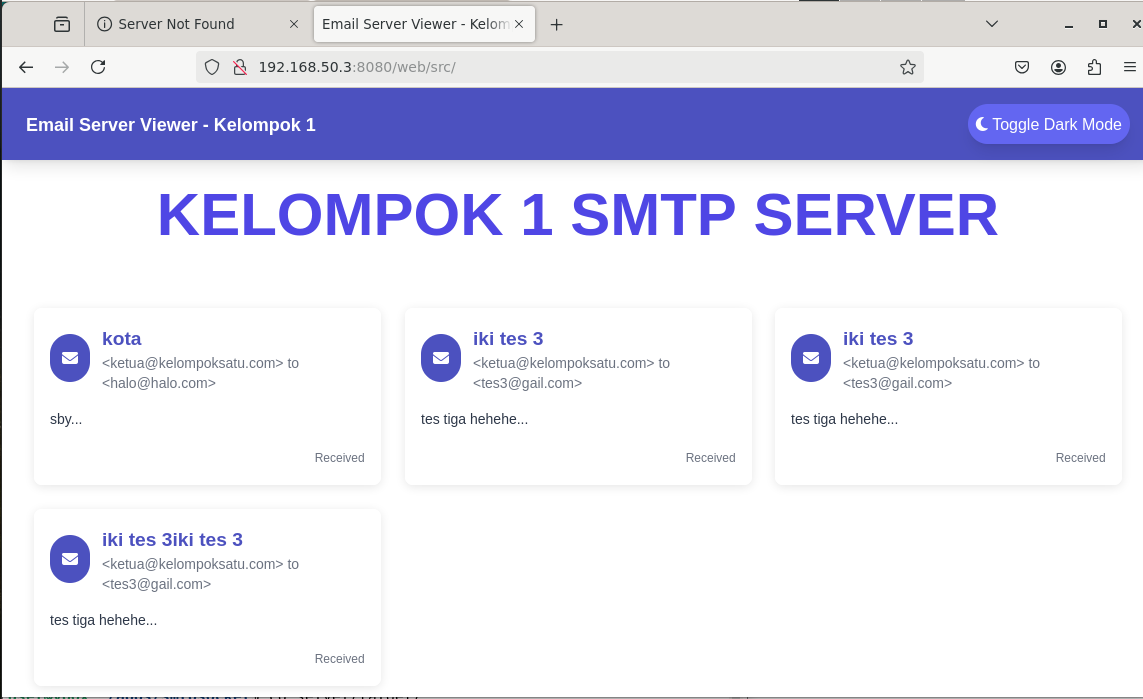 Server Not Found
Email Server Viewer - Kelom
192.168.50.3:8080/web/src/
Email Server Viewer - Kelompok 1
Toggle Dark Mode
KELOMPOK 1 SMTP SERVER
kota
<ketua@kelompoksatu.com> to
<halo@halo.com>
sby...
Received
iki tes 3
<ketua@kelompoksatu.com> to
<tes3@gail.com>
tes tiga hehehe...
Received
iki tes 3
<ketua@kelompoksatu.com> to
<tes3@gail.com>
tes tiga hehehe...
Received
iki tes 3iki tes 3
<ketua@kelompoksatu.com> to
<tes3@gail.com>
tes tiga hehehe...
Received